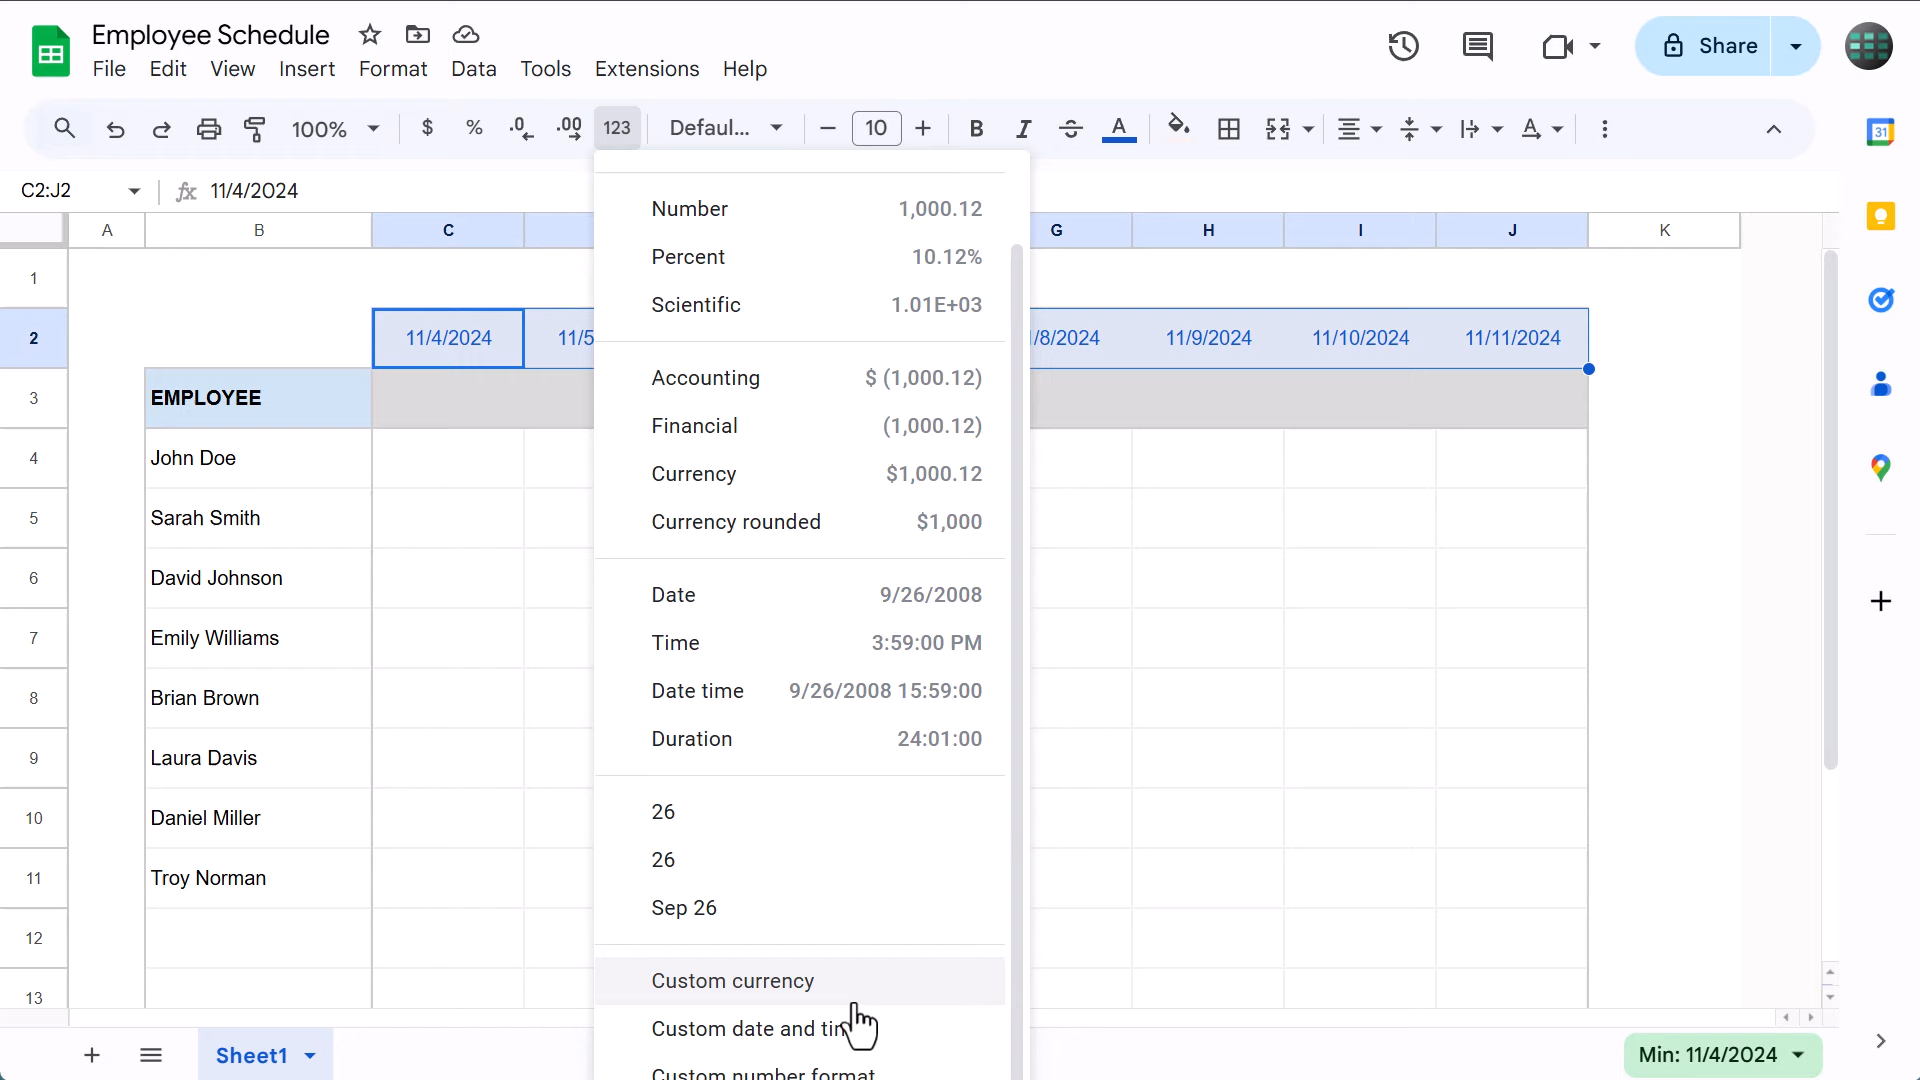 Employee Schedule
File Edit View Insert Format Data Tools Extensions Help
Share
31
100% $ % .0 .00 123 Defaul... 10 B I A A
C2:J2 fx 11/4/2024
A B C G H I J K
1
2 11/4/2024 11/5 /8/2024 11/9/2024 11/10/2024 11/11/2024
3 EMPLOYEE
4 John Doe
5 Sarah Smith
6 David Johnson
7 Emily Williams
8 Brian Brown
9 Laura Davis
10 Daniel Miller
11 Troy Norman
12
13
Number 1,000.12
Percent 10.12%
Scientific 1.01E+03
Accounting $ (1,000.12)
Financial (1,000.12)
Currency $1,000.12
Currency rounded $1,000
Date 9/26/2008
Time 3:59:00 PM
Date time 9/26/2008 15:59:00
Duration 24:01:00
26
26
Sep 26
Custom currency
Custom date and tim
Custom number format
Sheet1
Min: 11/4/2024